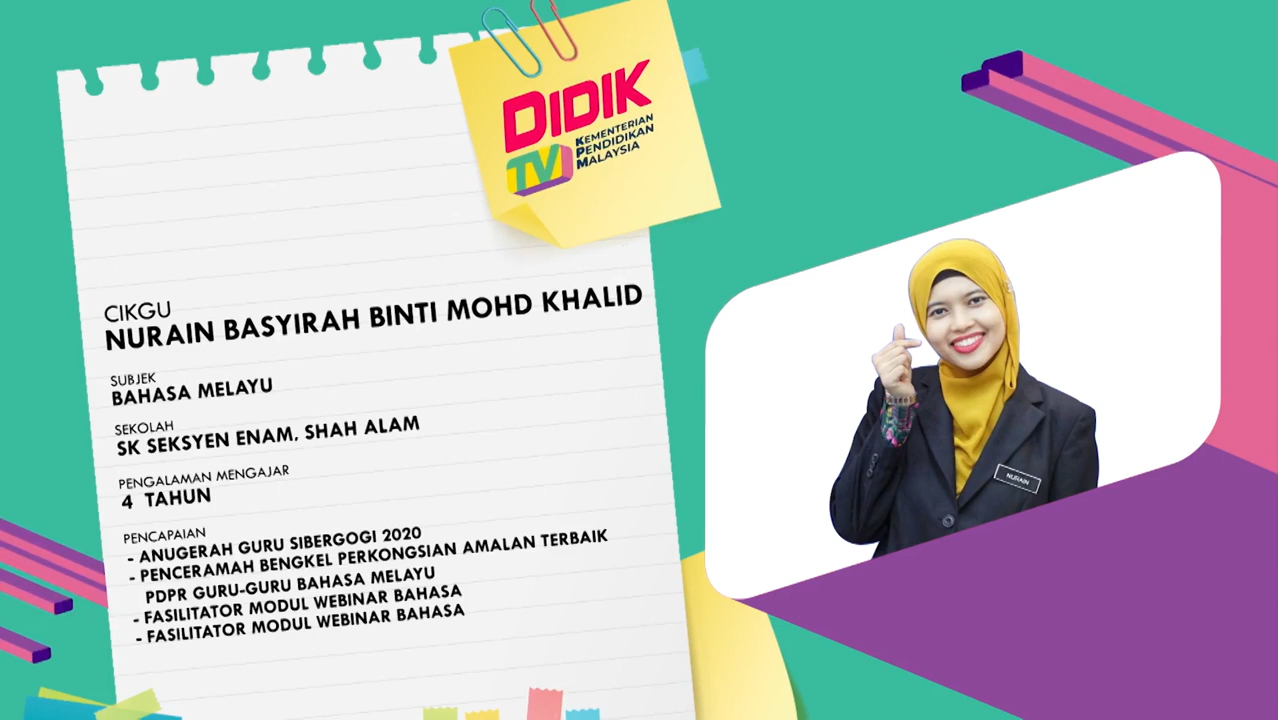 DIDIK
TV
KEMENTERIAN
PENDIDIKAN
MALAYSIA
CIKGU
NURAIN BASYIRAH BINTI MOHD KHALID
SUBJEK
BAHASA MELAYU
SEKOLAH
SK SEKSYEN ENAM, SHAH ALAM
PENGALAMAN MENGAJAR
4 TAHUN
PENCAPAIAN
- ANUGERAH GURU SIBERGOGI 2020
- PENCERAMAH BENGKEL PERKONGSIAN AMALAN TERBAIK
PDPR GURU-GURU BAHASA MELAYU
- FASILITATOR MODUL WEBINAR BAHASA
- FASILITATOR MODUL WEBINAR BAHASA
NURAIN